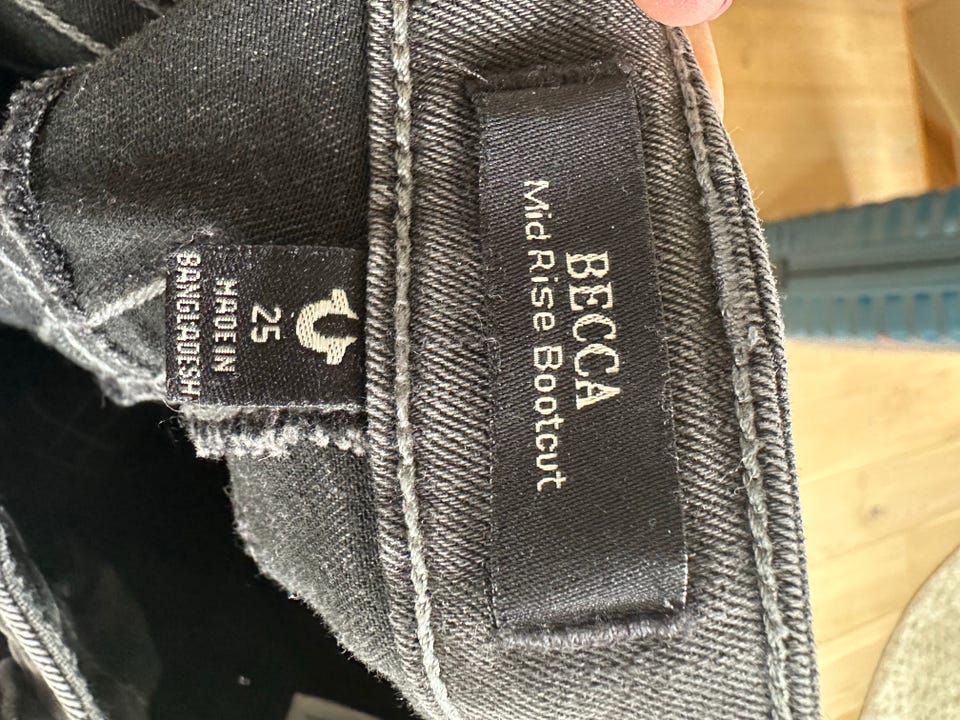 BECCA
Mid Rise Bootcut
25
MADE IN
BANGLADESH